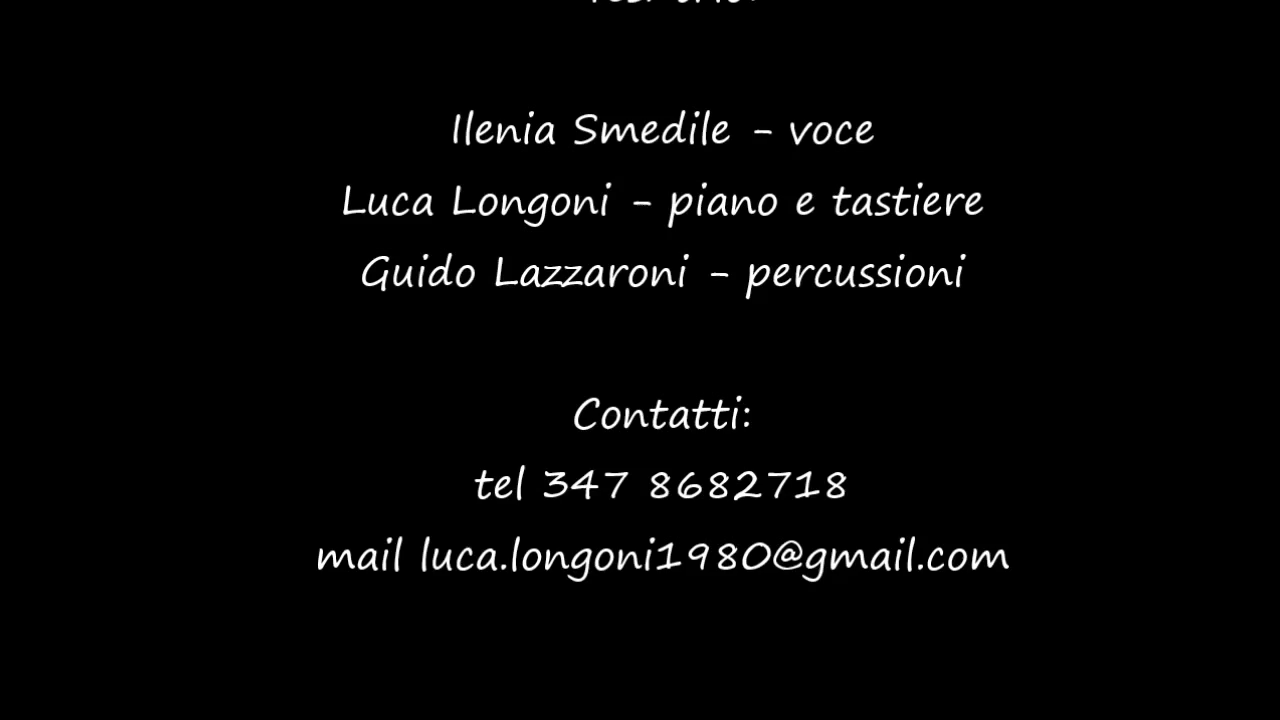 Ilenia Smedile - voce
Luca Longoni - piano e tastiere
Guido Lazzaroni - percussioni
Contatti:
tel 347 8682718
mail luca.longoni1980@gmail.com